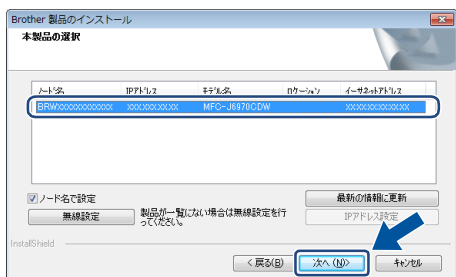 Brother 製品のインストール
本製品の選択
ノード名 IPアドレス モデル名 ロケーション イーサネットアドレス
BRWXXXXXXXXXXXX XXX.XXX.XXX.XX MFC-J6970CDW XX:XX:XX:XX:XX:XX
ノード名で設定
最新の情報に更新
無線設定
製品が一覧にない場合は無線設定を行
ってください。
IPアドレス設定
InstallShield
< 戻る(B)
次へ (N)>
キャンセル